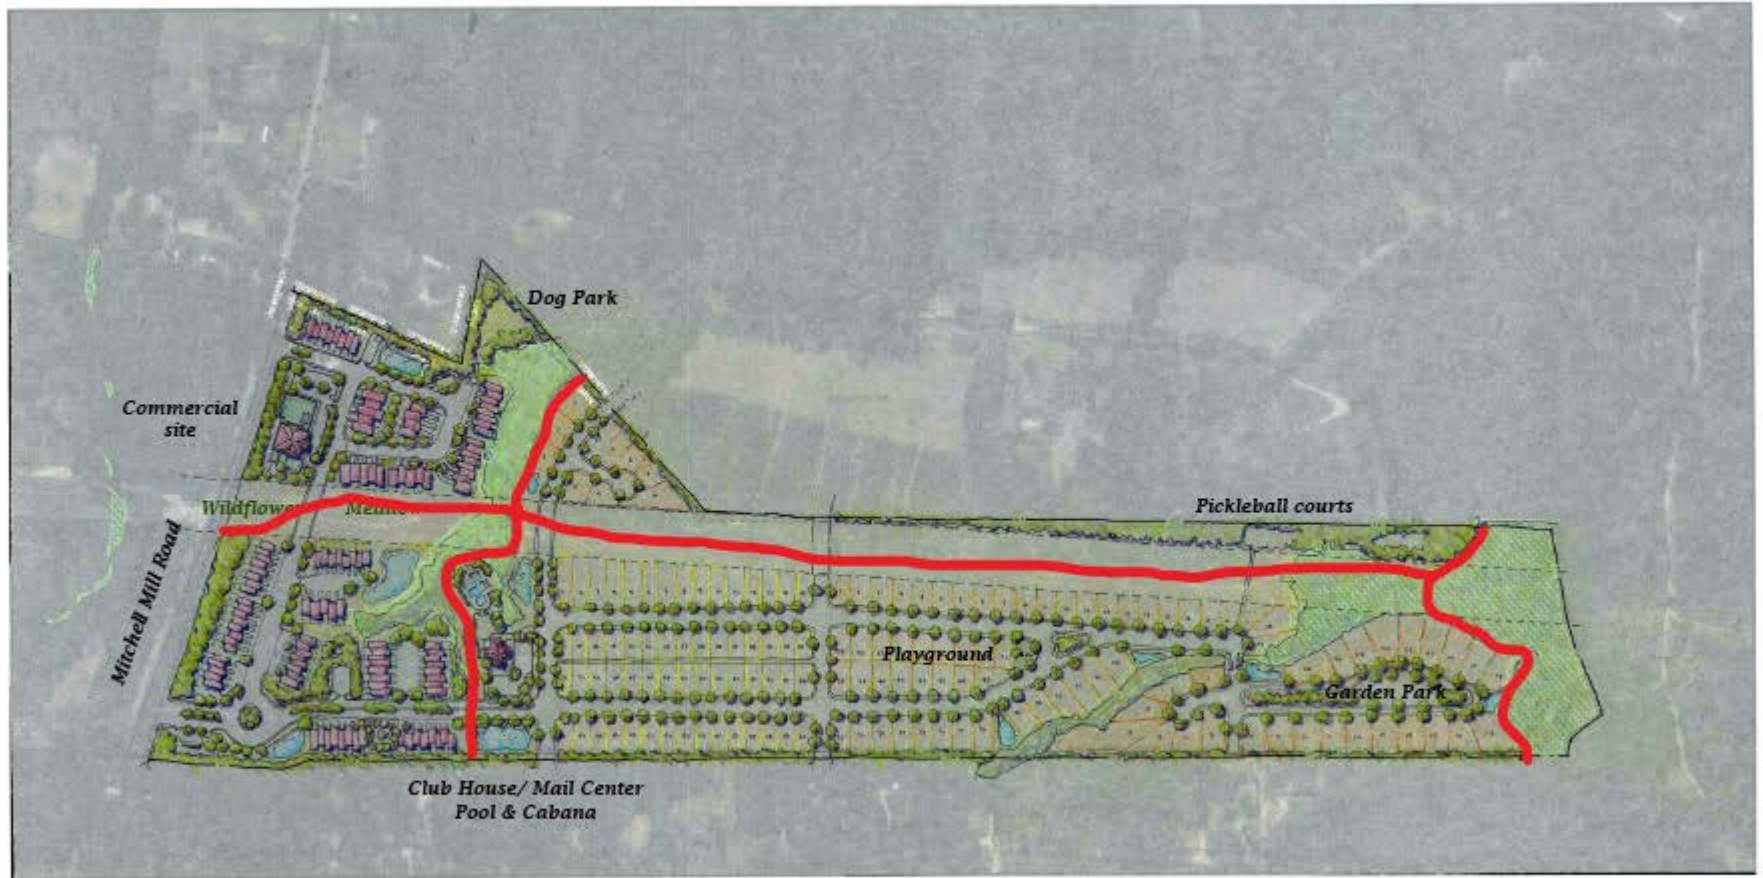 Dog Park
Commercial
site
Wildflower
Pickleball courts
Mitchell Mill Road
Playground
Garden Park
Club House/ Mail Center
Pool & Cabana